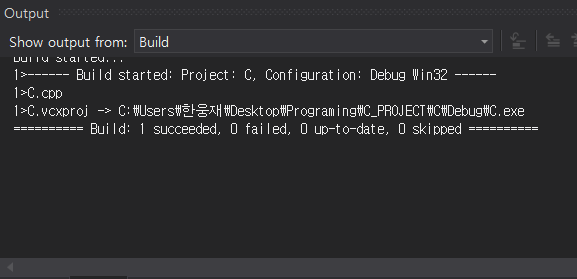 Output
Show output from: Build
Build started...
1>------ Build started: Project: C, Configuration: Debug Win32 ------
1>C.cpp
1>C.vcxproj -> C:₩Users₩한웅재₩Desktop₩Programing₩C_PROJECT₩C₩Debug₩C.exe
========== Build: 1 succeeded, 0 failed, 0 up-to-date, 0 skipped ==========